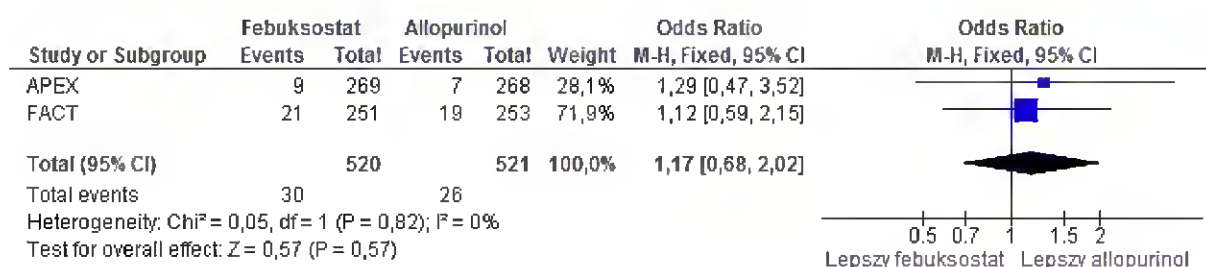 Febuksostat Allopurinol Odds Ratio Odds Ratio
Study or Subgroup Events Total Events Total Weight M-H, Fixed, 95% CI M-H, Fixed, 95% CI
APEX 9 269 7 268 28,1% 1,29 [0,47, 3,52]
FACT 21 251 19 253 71,9% 1,12 [0,59, 2,15]
Total (95% CI) 520 521 100,0% 1,17 [0,68, 2,02]
Total events 30 26
Heterogeneity: Chi² = 0,05, df = 1 (P = 0,82); I² = 0%
Test for overall effect: Z = 0,57 (P = 0,57)
0.5 0.7 1 1.5 2
Lepszy febuksostat Lepszy allopurinol